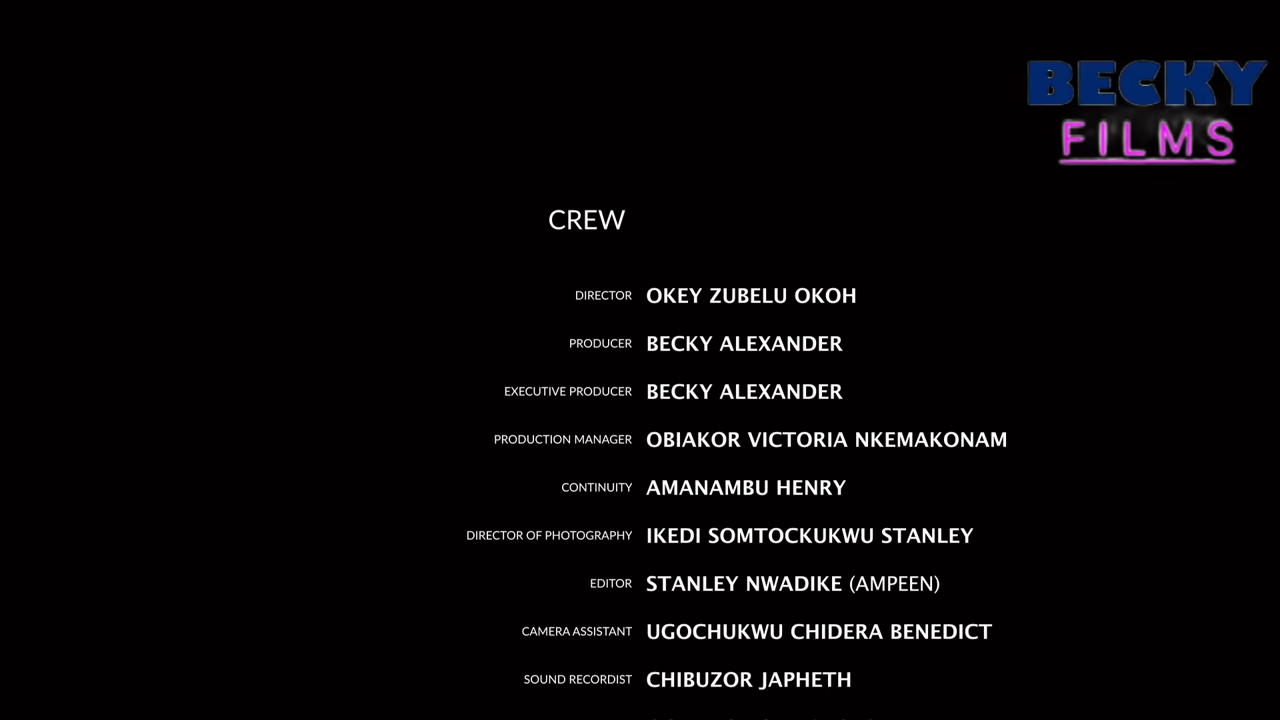 BECKY
FILMS
CREW
DIRECTOR OKEY ZUBELU OKOH
PRODUCER BECKY ALEXANDER
EXECUTIVE PRODUCER BECKY ALEXANDER
PRODUCTION MANAGER OBIAKOR VICTORIA NKEMAKONAM
CONTINUITY AMANAMBU HENRY
DIRECTOR OF PHOTOGRAPHY IKEDI SOMTOCKUKWU STANLEY
EDITOR STANLEY NWADIKE (AMPEEN)
CAMERA ASSISTANT UGOCHUKWU CHIDERA BENEDICT
SOUND RECORDIST CHIBUZOR JAPHETH